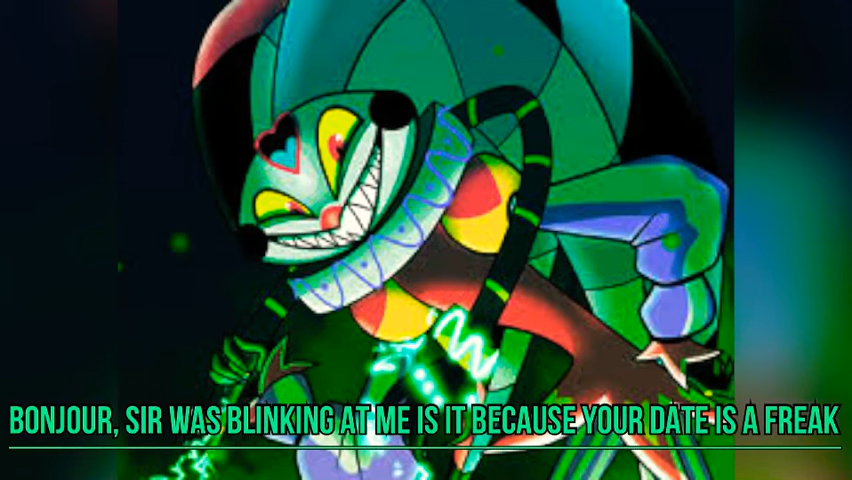 BONJOUR, SIR WAS BLINKING AT ME IS IT BECAUSE YOUR DATE IS A FREAK